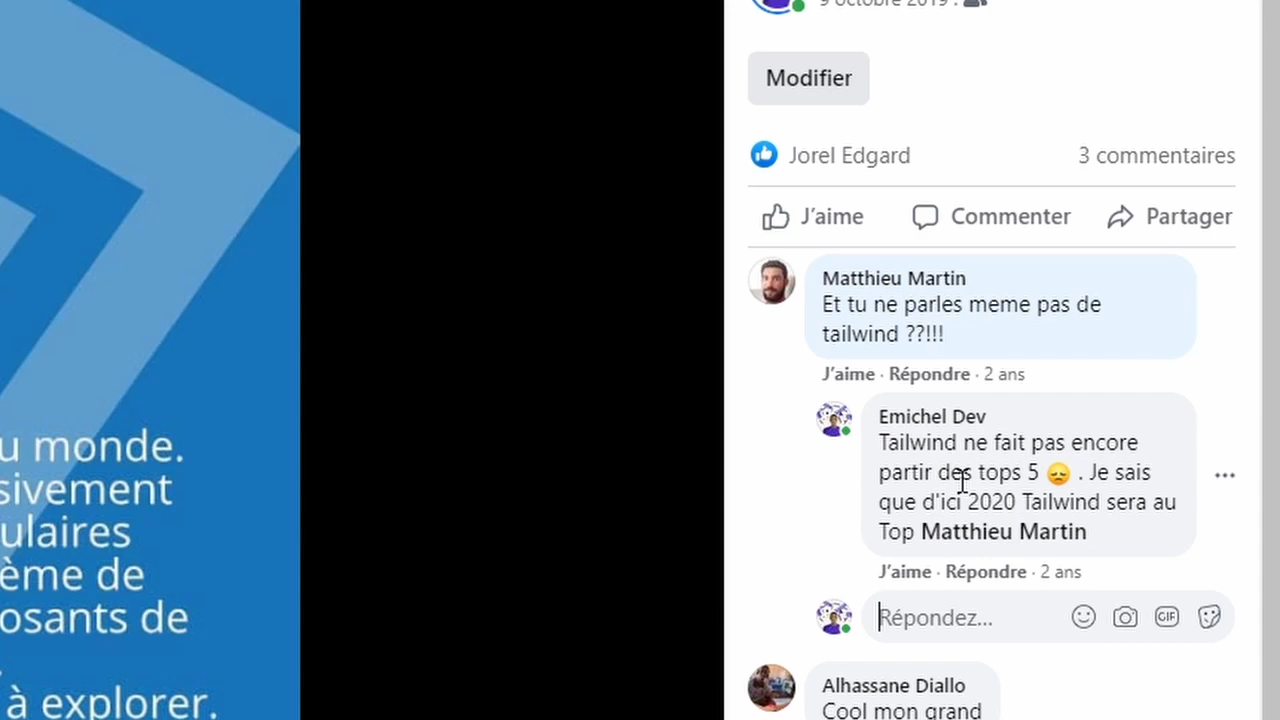 9 octobre 2019 ·
Modifier
Jorel Edgard
3 commentaires
J’aime
Commenter
Partager
Matthieu Martin
Et tu ne parles meme pas de
tailwind ??!!!
J’aime · Répondre · 2 ans
Emichel Dev
Tailwind ne fait pas encore
partir des tops 5 😞 . Je sais
que d'ici 2020 Tailwind sera au
Top Matthieu Martin
J’aime · Répondre · 2 ans
Répondez...
GIF
Alhassane Diallo
Cool mon grand
u monde.
sivement
ulaires
ème de
osants de
à explorer.